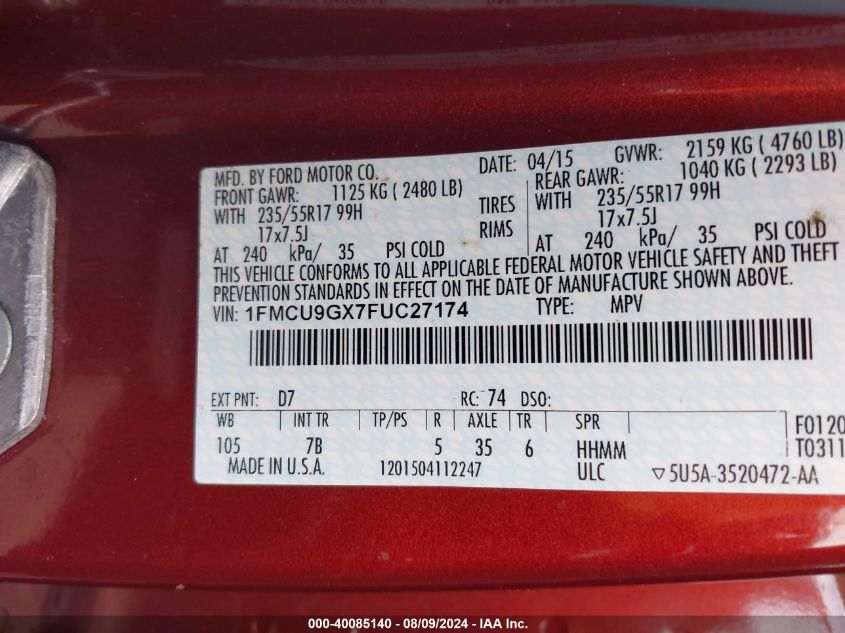 MFD. BY FORD MOTOR CO. DATE: 04/15 GVWR: 2159 KG ( 4760 LB)
FRONT GAWR: 1125 KG ( 2480 LB) REAR GAWR: 1040 KG ( 2293 LB)
WITH 235/55R17 99H TIRES WITH 235/55R17 99H
17x7.5J RIMS 17x7.5J
AT 240 kPa/ 35 PSI COLD AT 240 kPa/ 35 PSI COLD
THIS VEHICLE CONFORMS TO ALL APPLICABLE FEDERAL MOTOR VEHICLE SAFETY AND THEFT
PREVENTION STANDARDS IN EFFECT ON THE DATE OF MANUFACTURE SHOWN ABOVE.
VIN: 1FMCU9GX7FUC27174 TYPE: MPV
EXT PNT: D7 RC: 74 DSO:
WB INT TR TP/PS R AXLE TR SPR F0120
105 7B 5 35 6 HHMM T0311
MADE IN U.S.A. 1201504112247 ULC ▽5U5A-3520472-AA
000-40085140 - 08/09/2024 - IAA Inc.